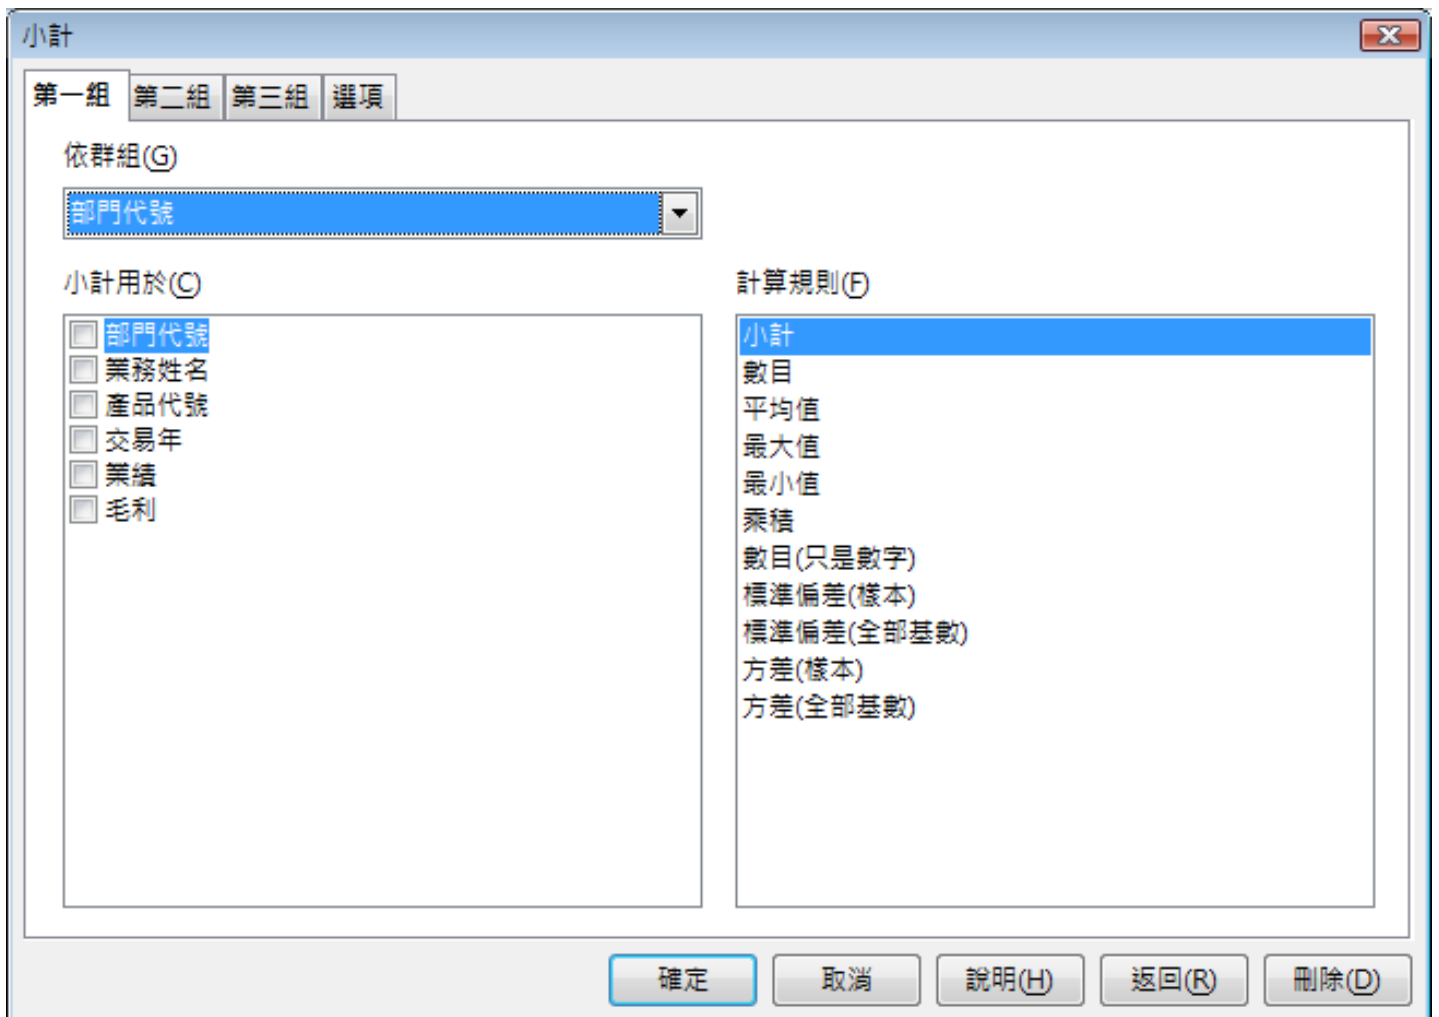 小計
第一組 第二組 第三組 選項
依群組(G)
部門代號
小計用於(C)
部門代號
業務姓名
產品代號
交易年
業績
毛利
計算規則(F)
小計
數目
平均值
最大值
最小值
乘積
數目(只是數字)
標準偏差(樣本)
標準偏差(全部基數)
方差(樣本)
方差(全部基數)
確定 取消 說明(H) 返回(R) 刪除(D)